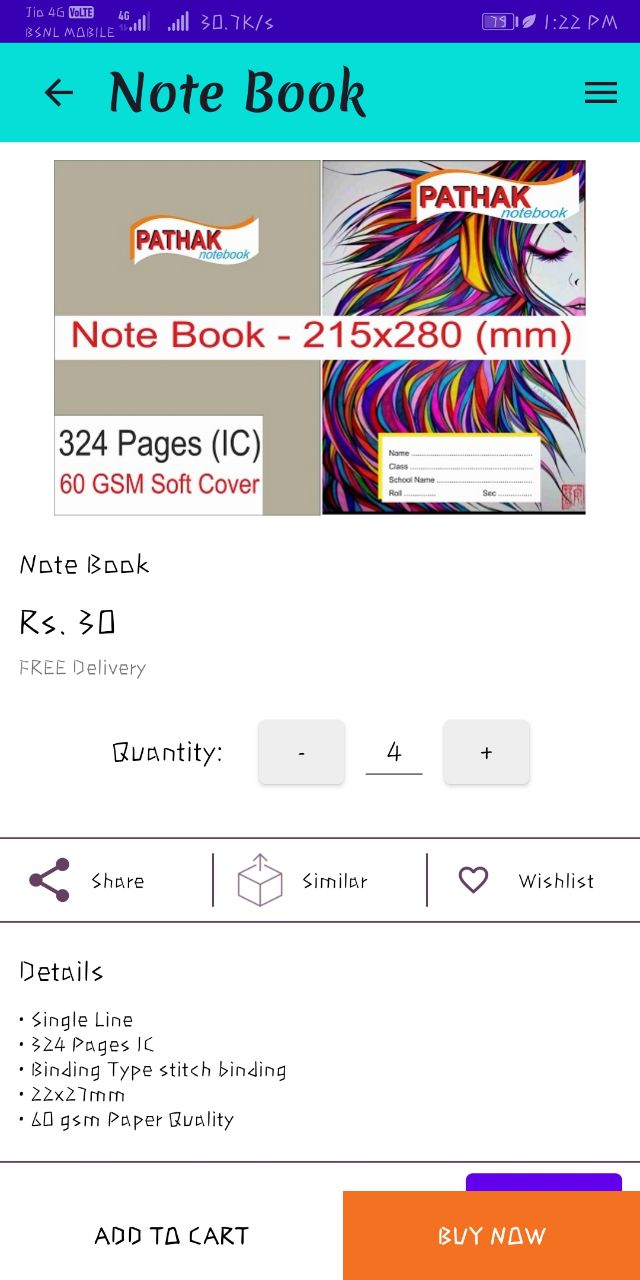 Jio 4G VoLTE 4G 30.7K/s 79 1:22 PM
BSNL MOBILE
Note Book
PATHAK
notebook
PATHAK
notebook
Note Book - 215x280 (mm)
324 Pages (IC)
60 GSM Soft Cover
Name
Class
School Name
Roll Sec
Note Book
Rs. 30
FREE Delivery
Quantity: - 4 +
Share Similar Wishlist
Details
• Single Line
• 324 Pages IC
• Binding Type stitch binding
• 22x27mm
• 60 gsm Paper Quality
ADD TO CART BUY NOW